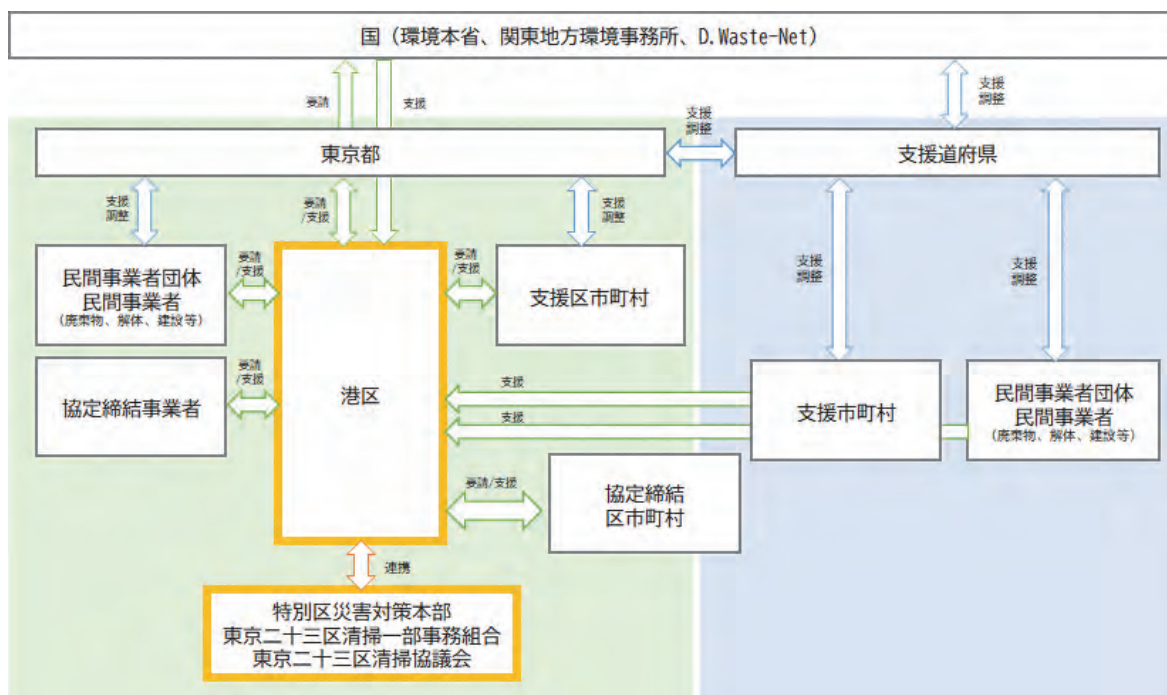 国（環境本省、関東地方環境事務所、D.Waste-Net）
要請
支援
支援
調整
東京都
支援
調整
支援道府県
支援
調整
要請
/支援
支援
調整
民間事業者団体
民間事業者
（廃棄物、解体、建設等）
要請
/支援
港区
要請
/支援
支援区市町村
支援
調整
支援
調整
協定締結事業者
要請
/支援
支援
支援
支援市町村
民間事業者団体
民間事業者
（廃棄物、解体、建設等）
要請/支援
協定締結
区市町村
連携
特別区災害対策本部
東京二十三区清掃一部事務組合
東京二十三区清掃協議会